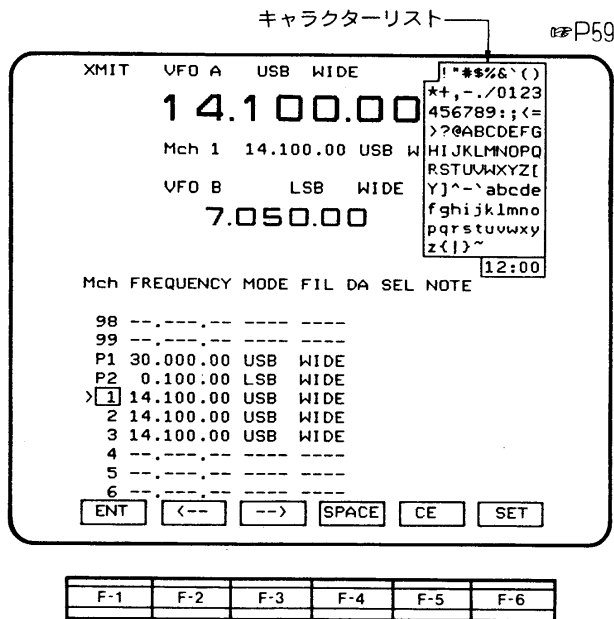 キャラクターリスト
☞P59
XMIT VFO A USB WIDE
14.100.00
Mch 1 14.100.00 USB W
VFO B LSB WIDE
7.050.00
!"#$%&`()
*+,-./0123
456789:;<=
>?@ABCDEFG
HIJKLMNOPQ
RSTUVWXYZ[
Y]^-`abcde
fghijklmno
pqrstuvwxy
z{|}~
12:00
Mch FREQUENCY MODE FIL DA SEL NOTE
98 --.---.-- ---- ----
99 --.---.-- ---- ----
P1 30.000.00 USB WIDE
P2 0.100.00 LSB WIDE
>1 14.100.00 USB WIDE
2 14.100.00 USB WIDE
3 14.100.00 USB WIDE
4 --.---.-- ---- ----
5 --.---.-- ---- ----
6 --.---.-- ---- ----
ENT <-- --> SPACE CE SET
F-1 F-2 F-3 F-4 F-5 F-6